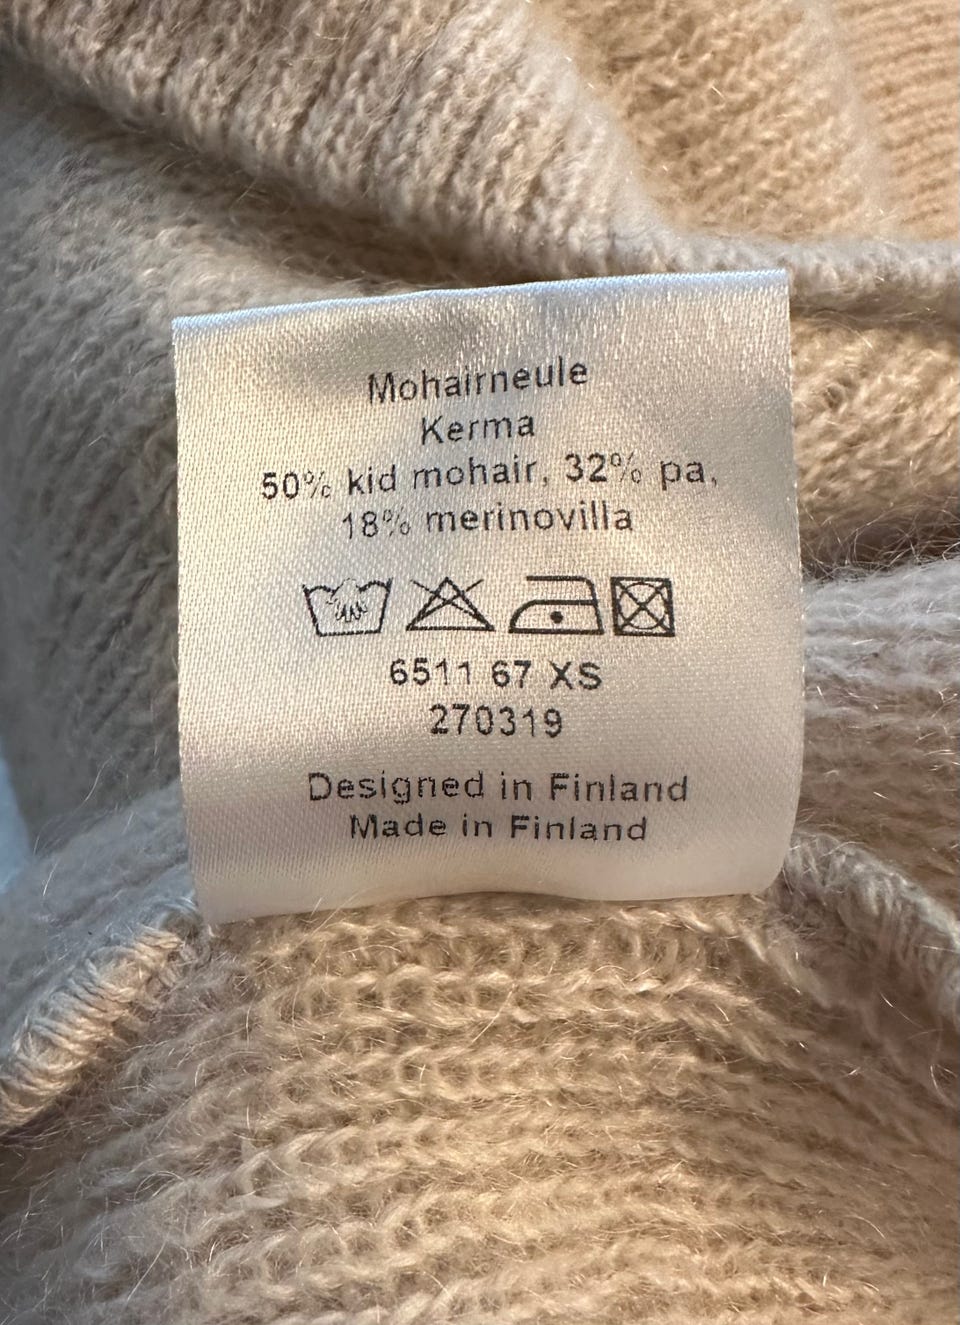 Mohairneule
Kerma
50% kid mohair, 32% pa,
18% merinovilla
6511 67 XS
270319
Designed in Finland
Made in Finland